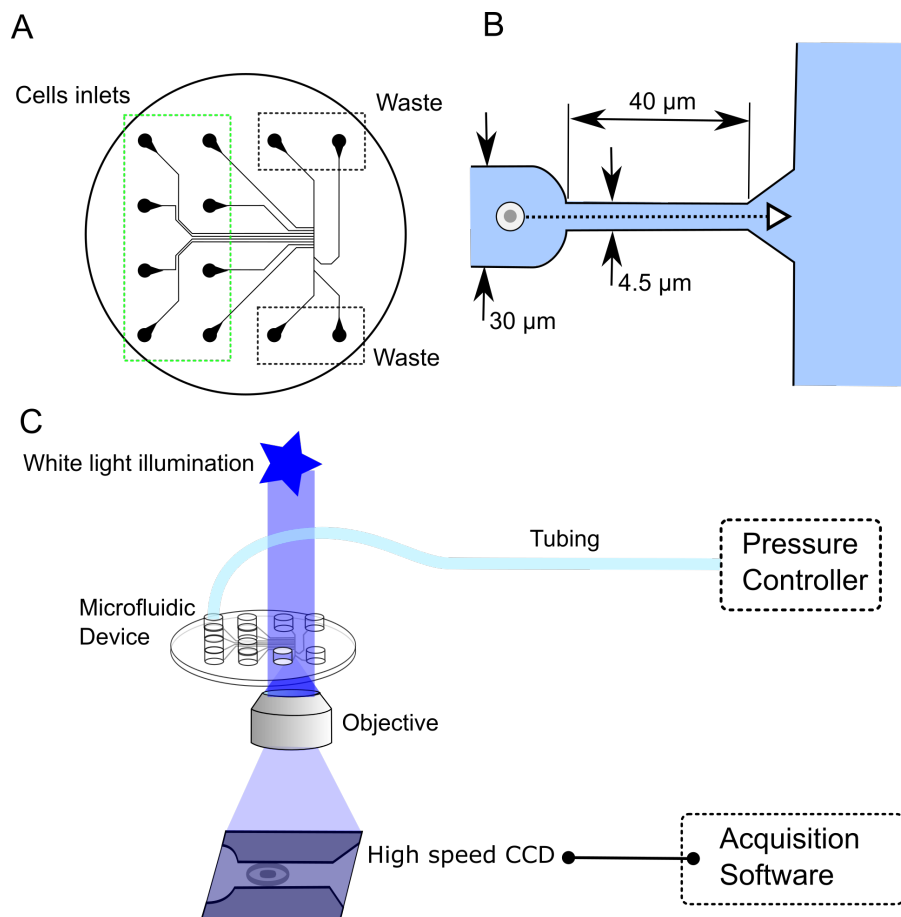 A
Cells inlets
Waste
Waste
B
40 µm
4.5 µm
30 µm
C
White light illumination
Tubing
Pressure
Controller
Microfluidic
Device
Objective
High speed CCD
Acquisition
Software